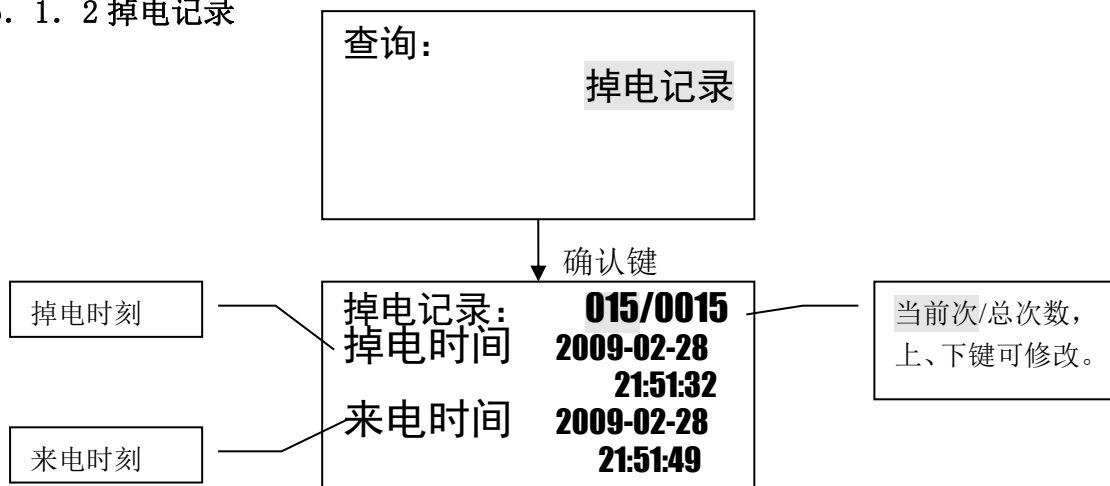 . 1. 2掉电记录
查询:
掉电记录
确认键
掉电时刻
掉电记录: 015/0015
掉电时间 2009-02-28
21:51:32
来电时间 2009-02-28
21:51:49
来电时刻
当前次/总次数,
上、下键可修改。